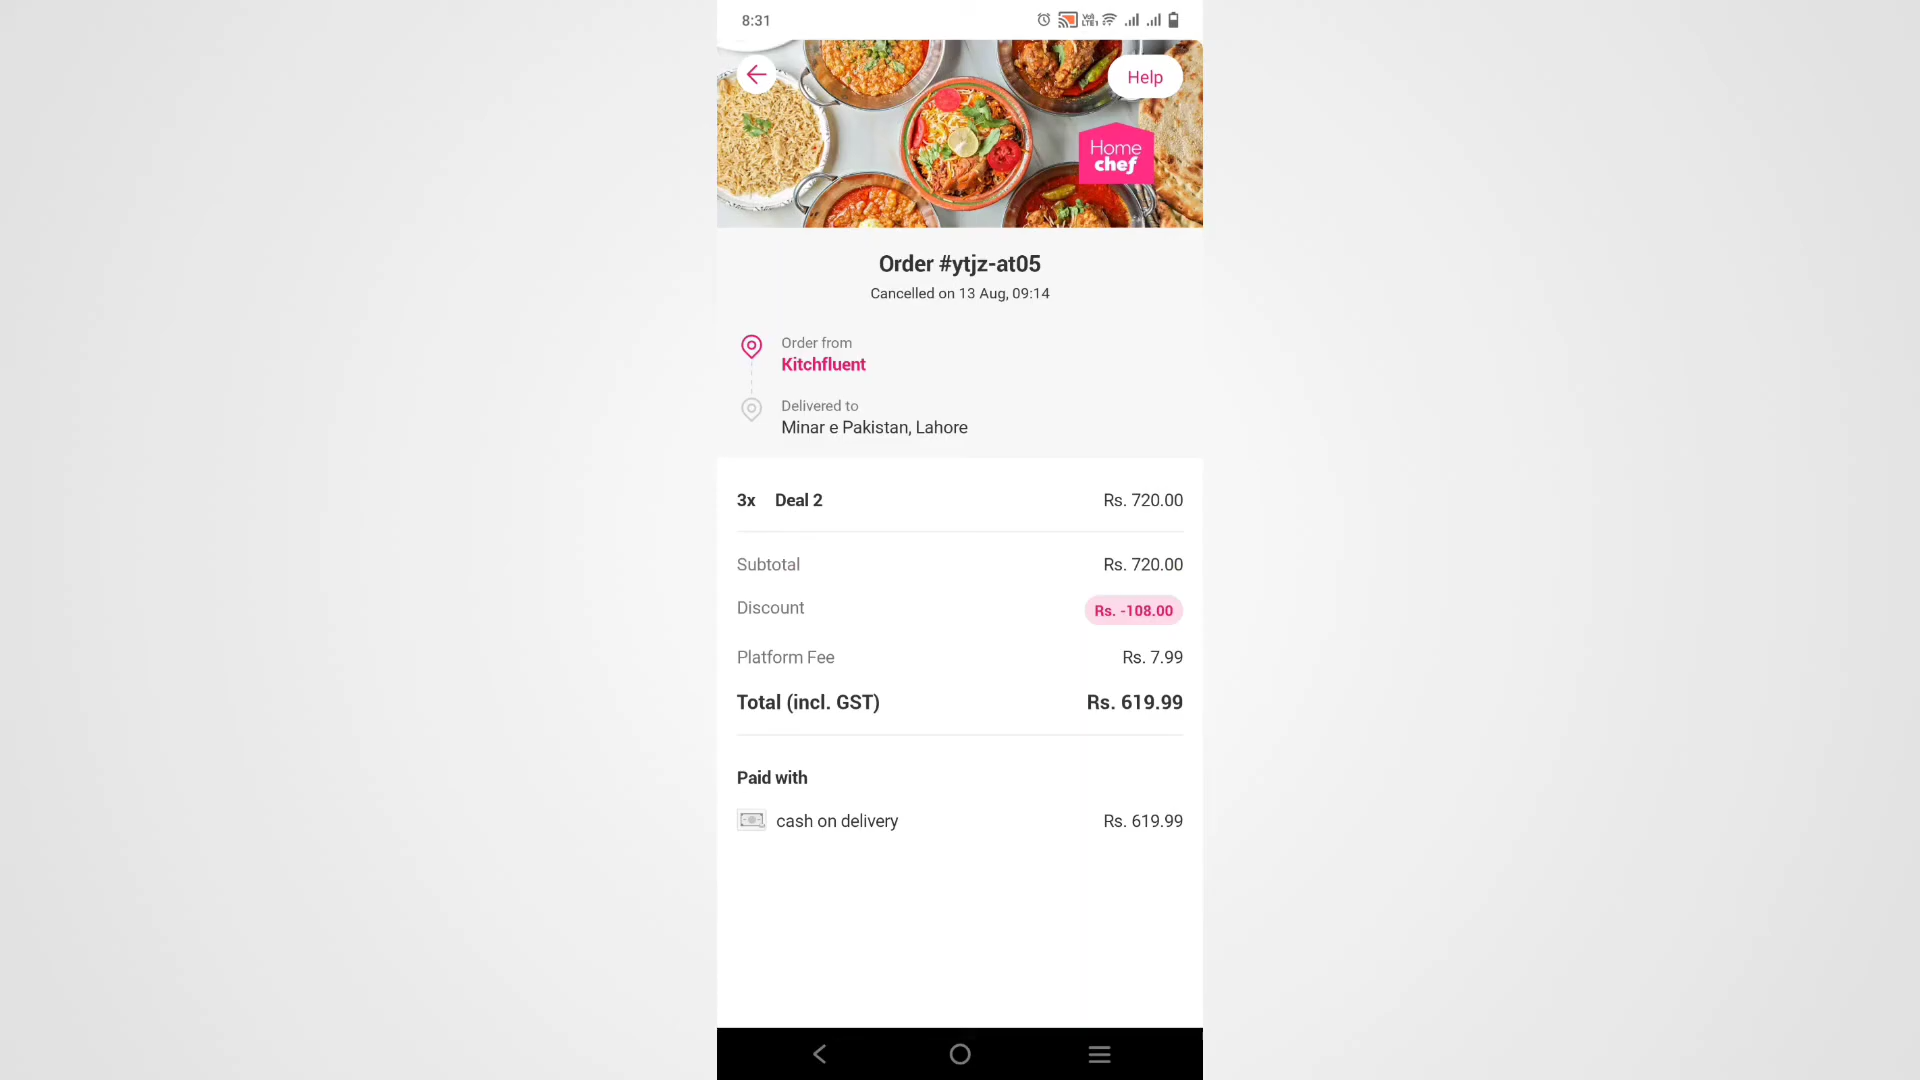 8:31
Help
Home
chef
Order #ytjz-at05
Cancelled on 13 Aug, 09:14
Order from
Kitchfluent
Delivered to
Minar e Pakistan, Lahore
3x Deal 2 Rs. 720.00
Subtotal Rs. 720.00
Discount Rs. -108.00
Platform Fee Rs. 7.99
Total (incl. GST) Rs. 619.99
Paid with
cash on delivery Rs. 619.99